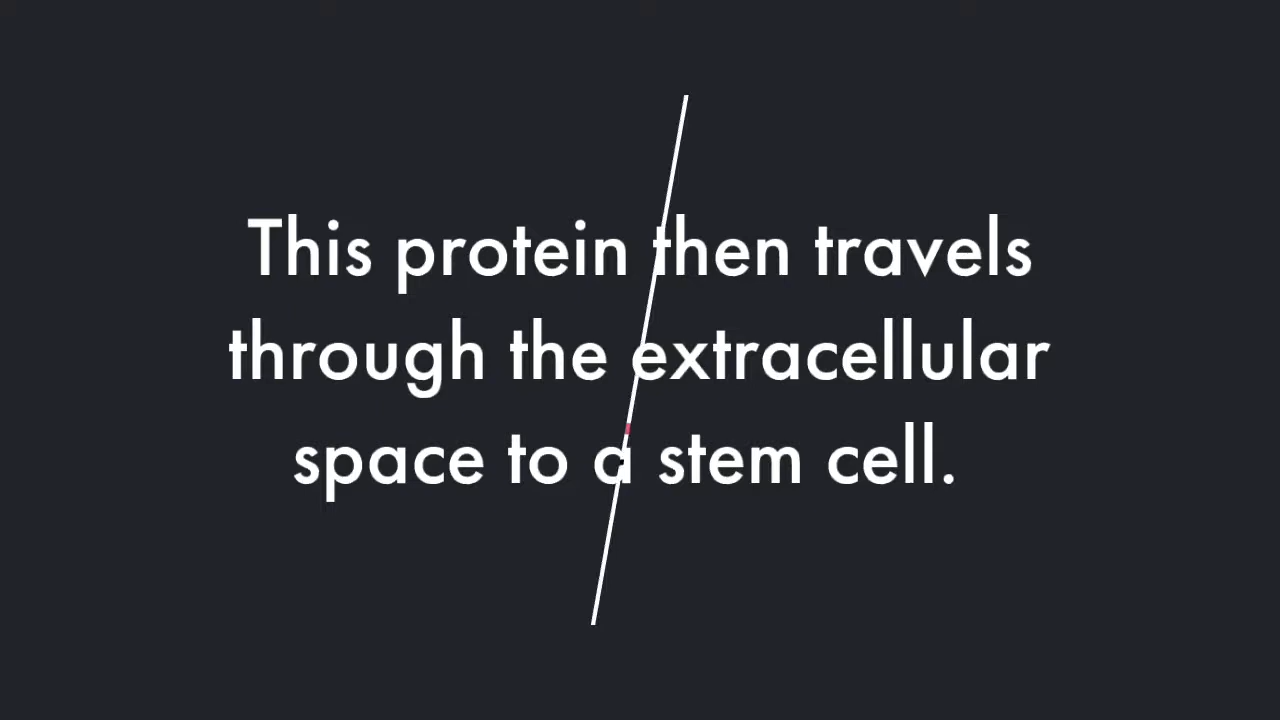 This protein then travels
through the extracellular
space to a stem cell.